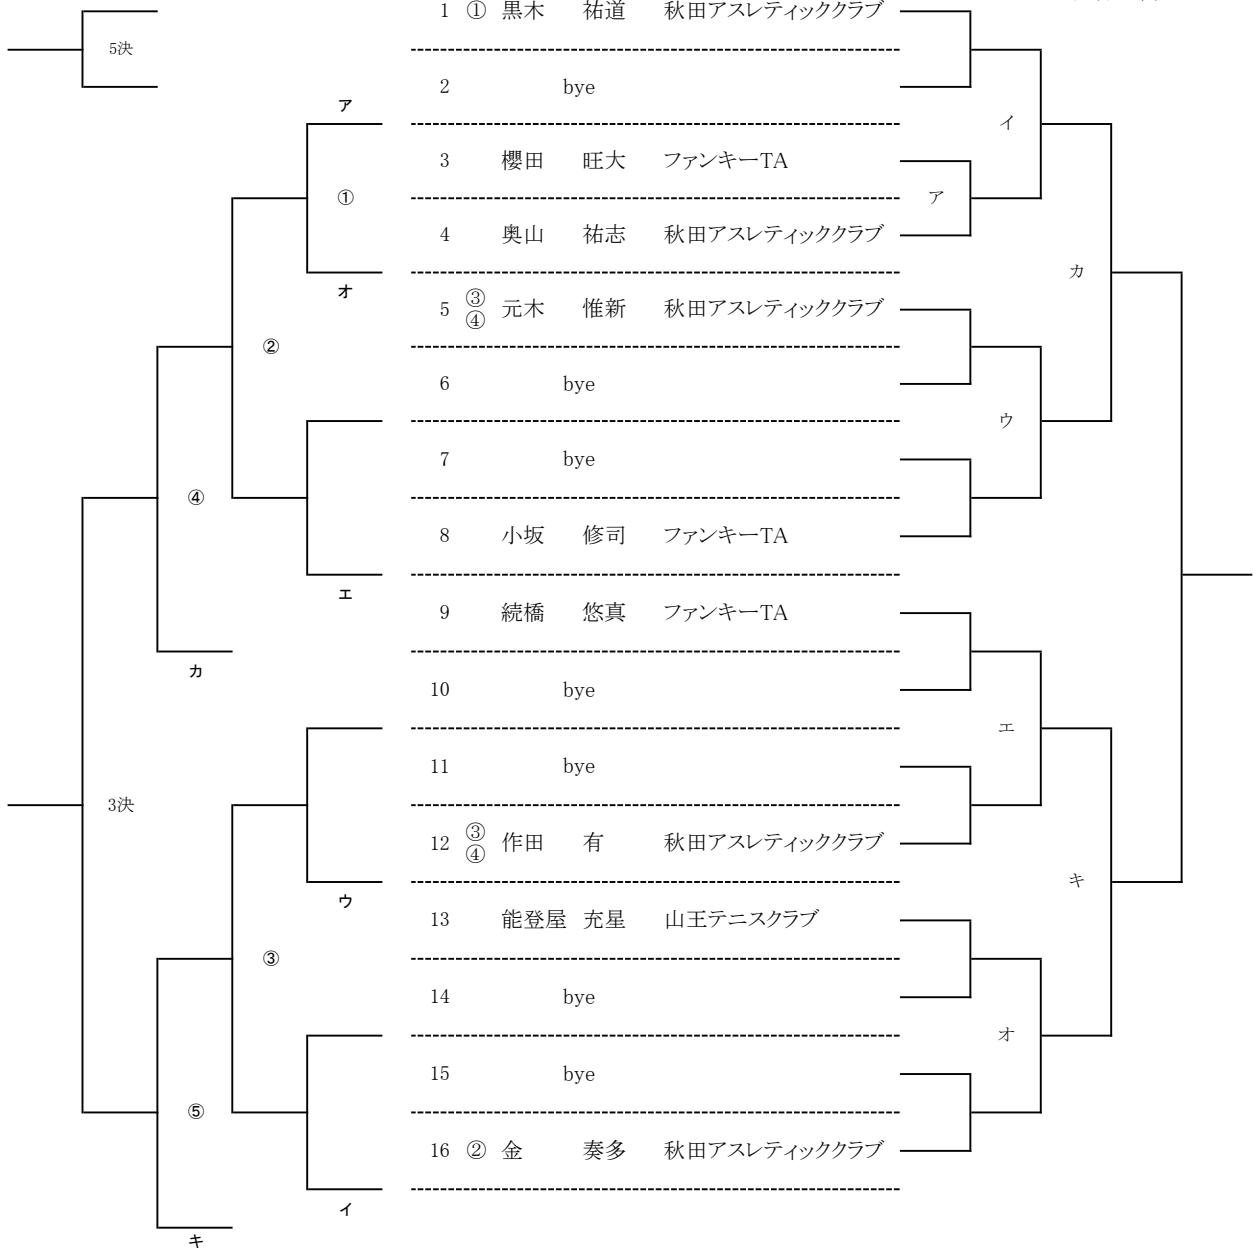 1 ① 黒木 祐道 秋田アスレティッククラブ
5決
2 bye
ア
イ
3 櫻田 旺大 ファンキーTA
① ア
4 奥山 祐志 秋田アスレティッククラブ
カ
オ
5 ③④ 元木 惟新 秋田アスレティッククラブ
②
6 bye
ウ
7 bye
④
8 小坂 修司 ファンキーTA
エ
9 続橋 悠真 ファンキーTA
カ
10 bye
エ
11 bye
3決
12 ③④ 作田 有 秋田アスレティッククラブ
キ
ウ
13 能登屋 充星 山王テニスクラブ
③
14 bye
オ
15 bye
⑤
16 ② 金 奏多 秋田アスレティッククラブ
イ
キ